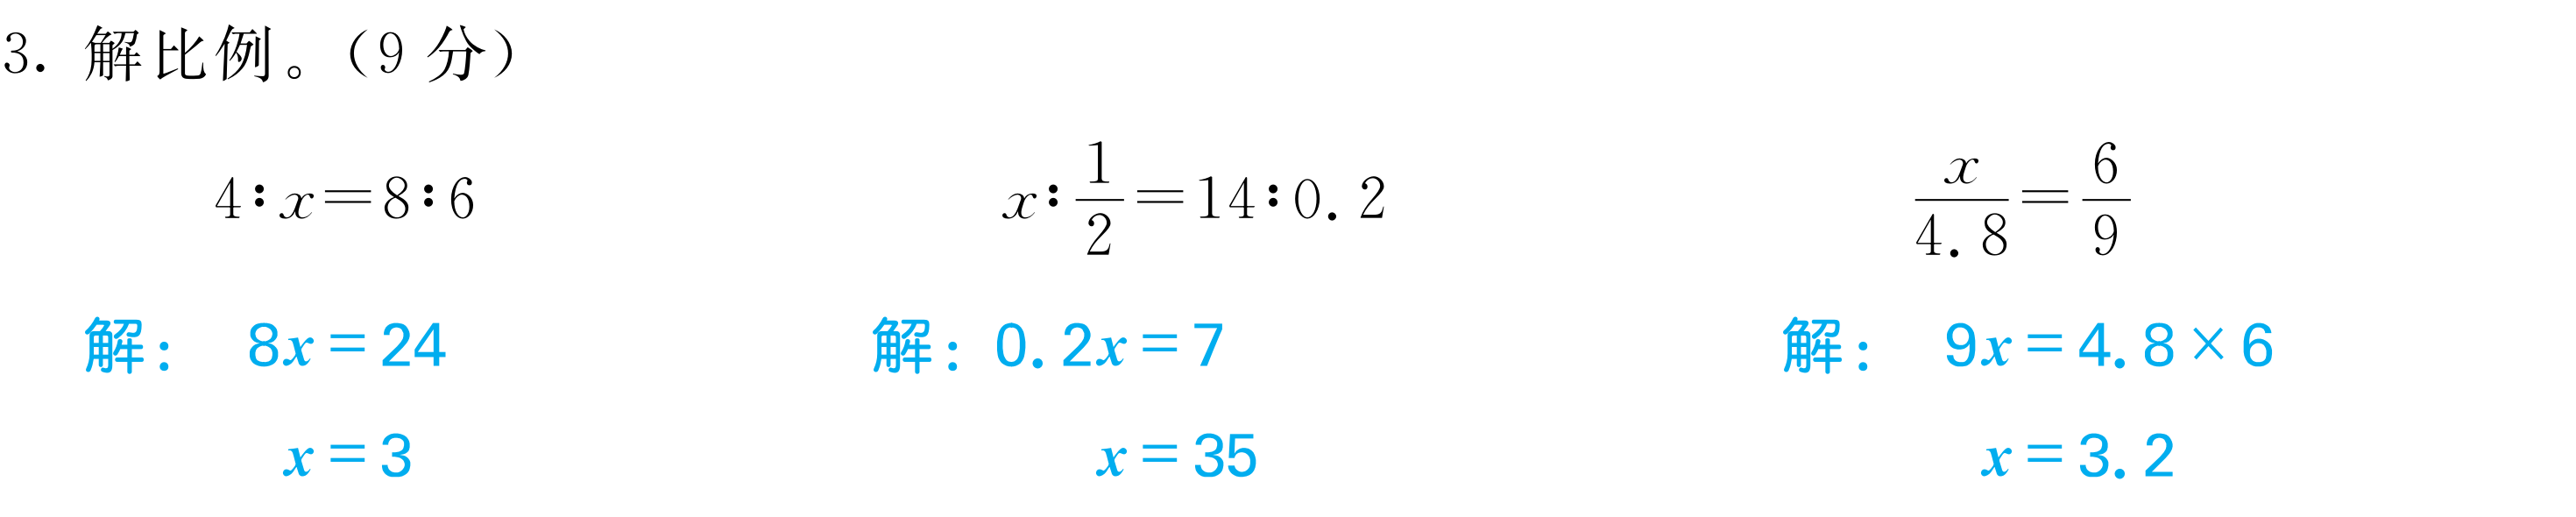 3. 解比例。(9 分)
4∶x=8∶6 x∶1/2=14∶0.2 x/4.8=6/9
解： 8x=24 解：0.2x=7 解： 9x=4.8×6
x=3 x=35 x=3.2